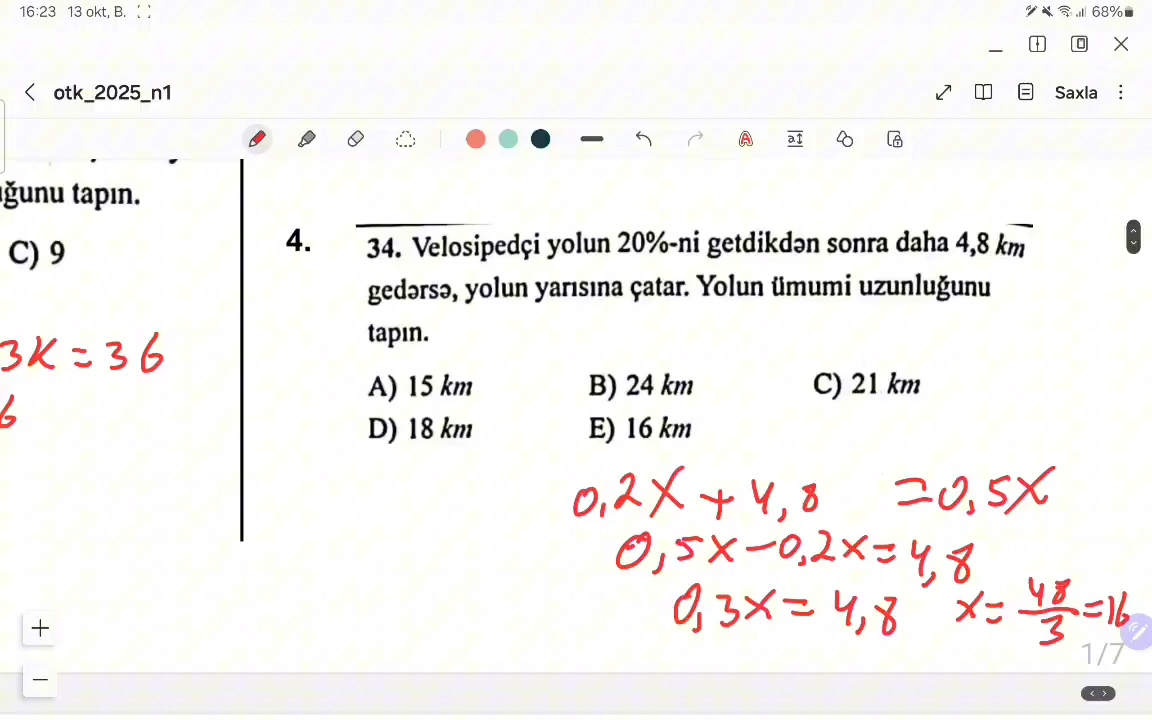 16:23 13 okt, B. 68%
otk_2025_n1 Saxla
ğunu tapın.
C) 9
3k = 36
6
4. 34. Velosipedçi yolun 20%-ni getdikdən sonra daha 4,8 km
gedərsə, yolun yarısına çatar. Yolun ümumi uzunluğunu
tapın.
A) 15 km B) 24 km C) 21 km
D) 18 km E) 16 km
0,2x + 4,8 = 0,5x
0,5x - 0,2x = 4,8
0,3x = 4,8 x = 48/3 = 16
1/7